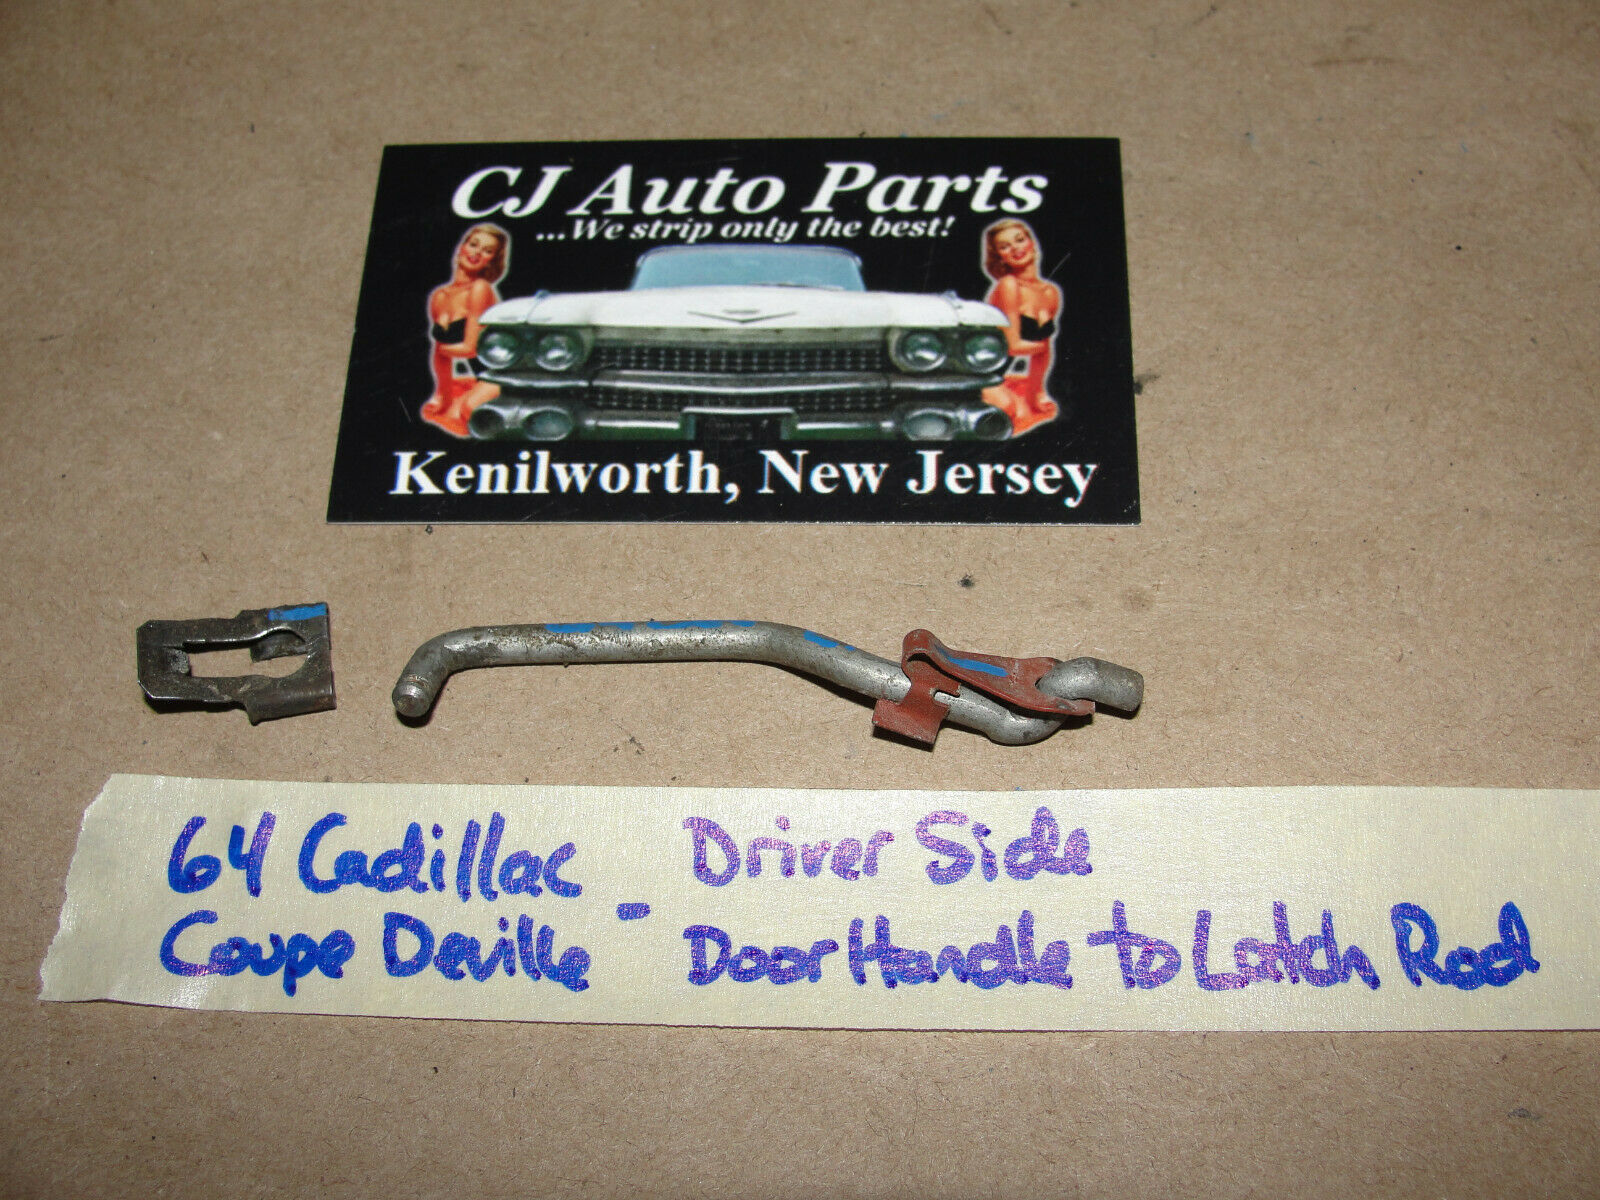 CJ Auto Parts
...We strip only the best!
Kenilworth, New Jersey
64 Cadillac
Coupe Deville -
Driver Side
Door Handle to Latch Rod